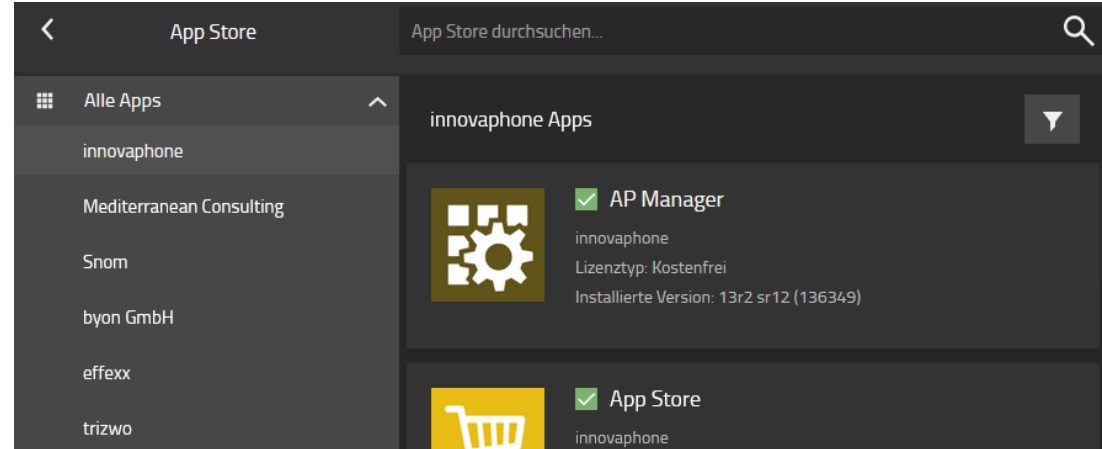 App Store
App Store durchsuchen...
Alle Apps
innovaphone
Mediterranean Consulting
Snom
byon GmbH
effexx
trizwo
innovaphone Apps
AP Manager
innovaphone
Lizenztyp: Kostenfrei
Installierte Version: 13r2 sr12 (136349)
App Store
innovaphone